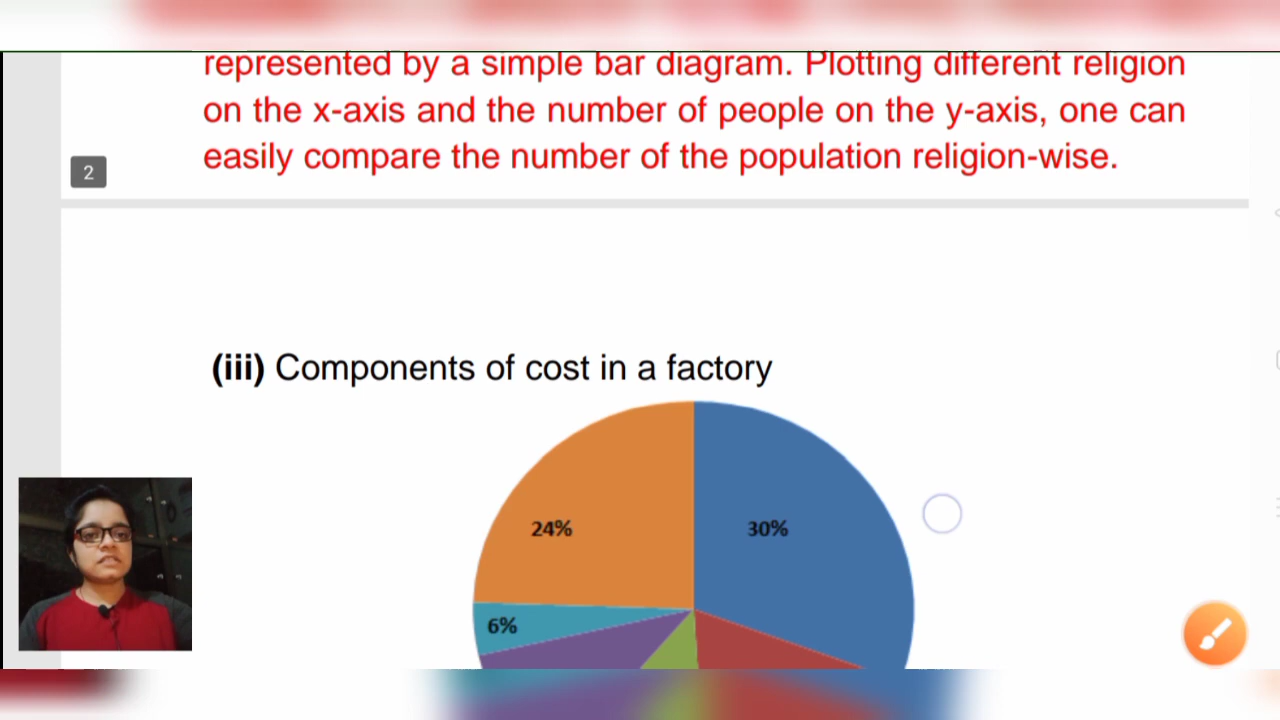 represented by a simple bar diagram. Plotting different religion
on the x-axis and the number of people on the y-axis, one can
easily compare the number of the population religion-wise.
2
(iii) Components of cost in a factory
24%
30%
6%